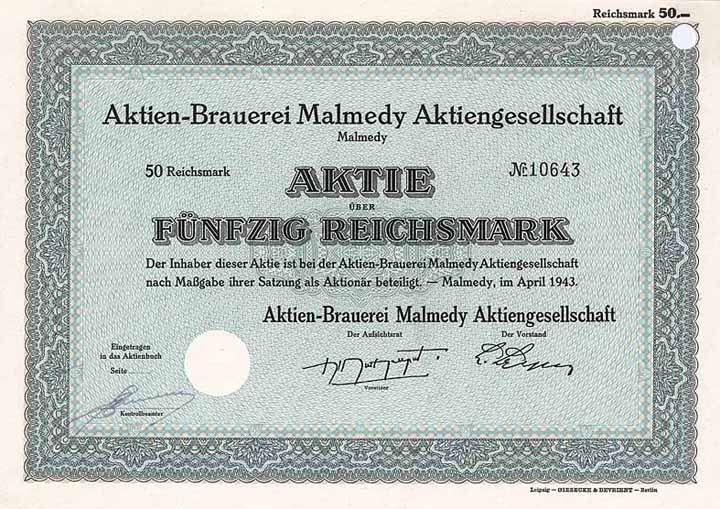 Reichsmark 50.—
Aktien-Brauerei Malmedy Aktiengesellschaft
Malmedy
50 Reichsmark AKTIE № 10643
ÜBER
FÜNFZIG REICHSMARK
Der Inhaber dieser Aktie ist bei der Aktien-Brauerei Malmedy Aktiengesellschaft
nach Maßgabe ihrer Satzung als Aktionär beteiligt. — Malmedy, im April 1943.
Aktien-Brauerei Malmedy Aktiengesellschaft
Der Aufsichtsrat Der Vorstand
Eingetragen
in das Aktienbuch
Seite
Vorsitzer
Kontrollbeamter
Leipzig — GIESECKE & DEVRIENT — Berlin